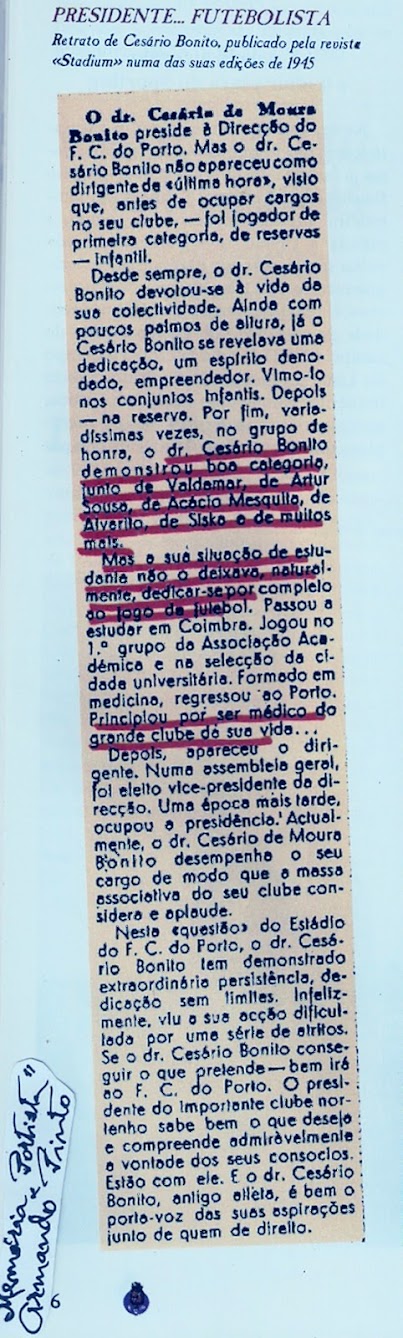 PRESIDENTE... FUTEBOLISTA
Retrato de Cesário Bonito, publicado pela revista
«Stadium» numa das suas edições de 1945
O dr. Cesário de Moura
Bonito preside à Direcção do
F. C. do Porto. Mas o dr. Ce-
sário Bonito não apareceu como
dirigente de «última hora», visto
que, antes de ocupar cargos
no seu clube, — foi jogador de
primeira categoria, de reservas
— infantil.
Desde sempre, o dr. Cesário
Bonito devotou-se à vida da
sua colectividade. Ainda com
poucos palmos de altura, já o
Cesário Bonito se revelava uma
dedicação, um espírito deno-
dado, empreendedor. Vimo-lo
nos conjuntos infantis. Depois
— na reserva. Por fim, varia-
díssimas vezes, no grupo de
honra, o dr. Cesário Bonito
demonstrou boa categoria,
junto de Valdemar, de Artur
Sousa, de Acácio Mesquita, de
Alvarito, de Siska e de muitos
mais.
Mas a sua situação de estu-
dante não o deixava, natural-
mente, dedicar-se por completo
ao jogo da futebol. Passou a
estudar em Coimbra. Jogou no
1.º grupo da Associação Aca-
démica e na selecção da ci-
dade universitária. Formado em
medicina, regressou ao Porto.
Principiou por ser médico do
grande clube da sua vida...
Depois, apareceu o diri-
gente. Numa assembleia geral,
foi eleito vice-presidente da di-
recção. Uma época mais tarde,
ocupou a presidência. Actual-
mente, o dr. Cesário de Moura
Bonito desempenha o seu
cargo de modo que a massa
associativa do seu clube con-
sidera e aplaude.
Nesta «questão» do Estádio
do F. C. do Porto, o dr. Cesá-
rio Bonito tem demonstrado
extraordinária persistência, de-
dicação sem limites. Infeliz-
mente, viu a sua acção dificul-
tada por uma série de atritos.
Se o dr. Cesário Bonito conse-
guir o que pretende — bem irá
ao F. C. do Porto. O presi-
dente do importante clube nor-
tenho sabe bem o que deseja
e compreende admiràvelmente
a vontade dos seus consocios.
Estão com ele. E o dr. Cesário
Bonito, antigo atleta, é bem o
porta-voz das suas aspirações
junto de quem de direito.
Memória Portista"
Armando Pinto
6